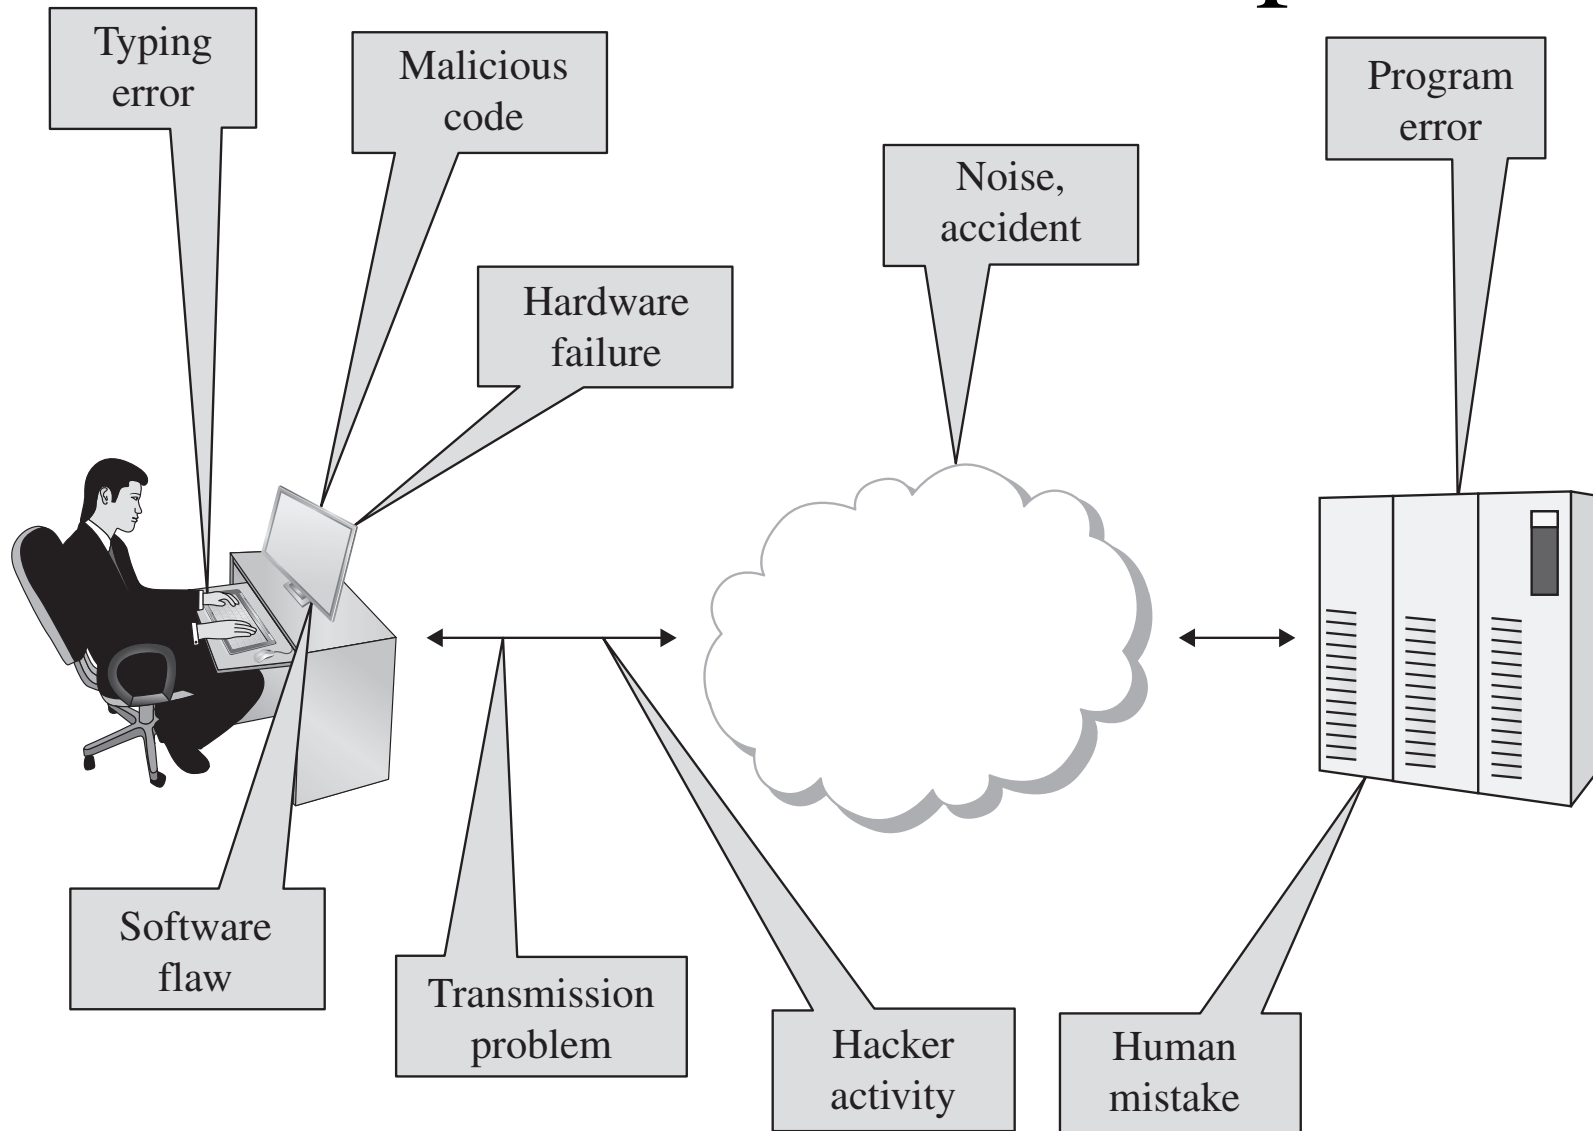 Typing
error
Malicious
code
Program
error
Noise,
accident
Hardware
failure
Software
flaw
Transmission
problem
Hacker
activity
Human
mistake